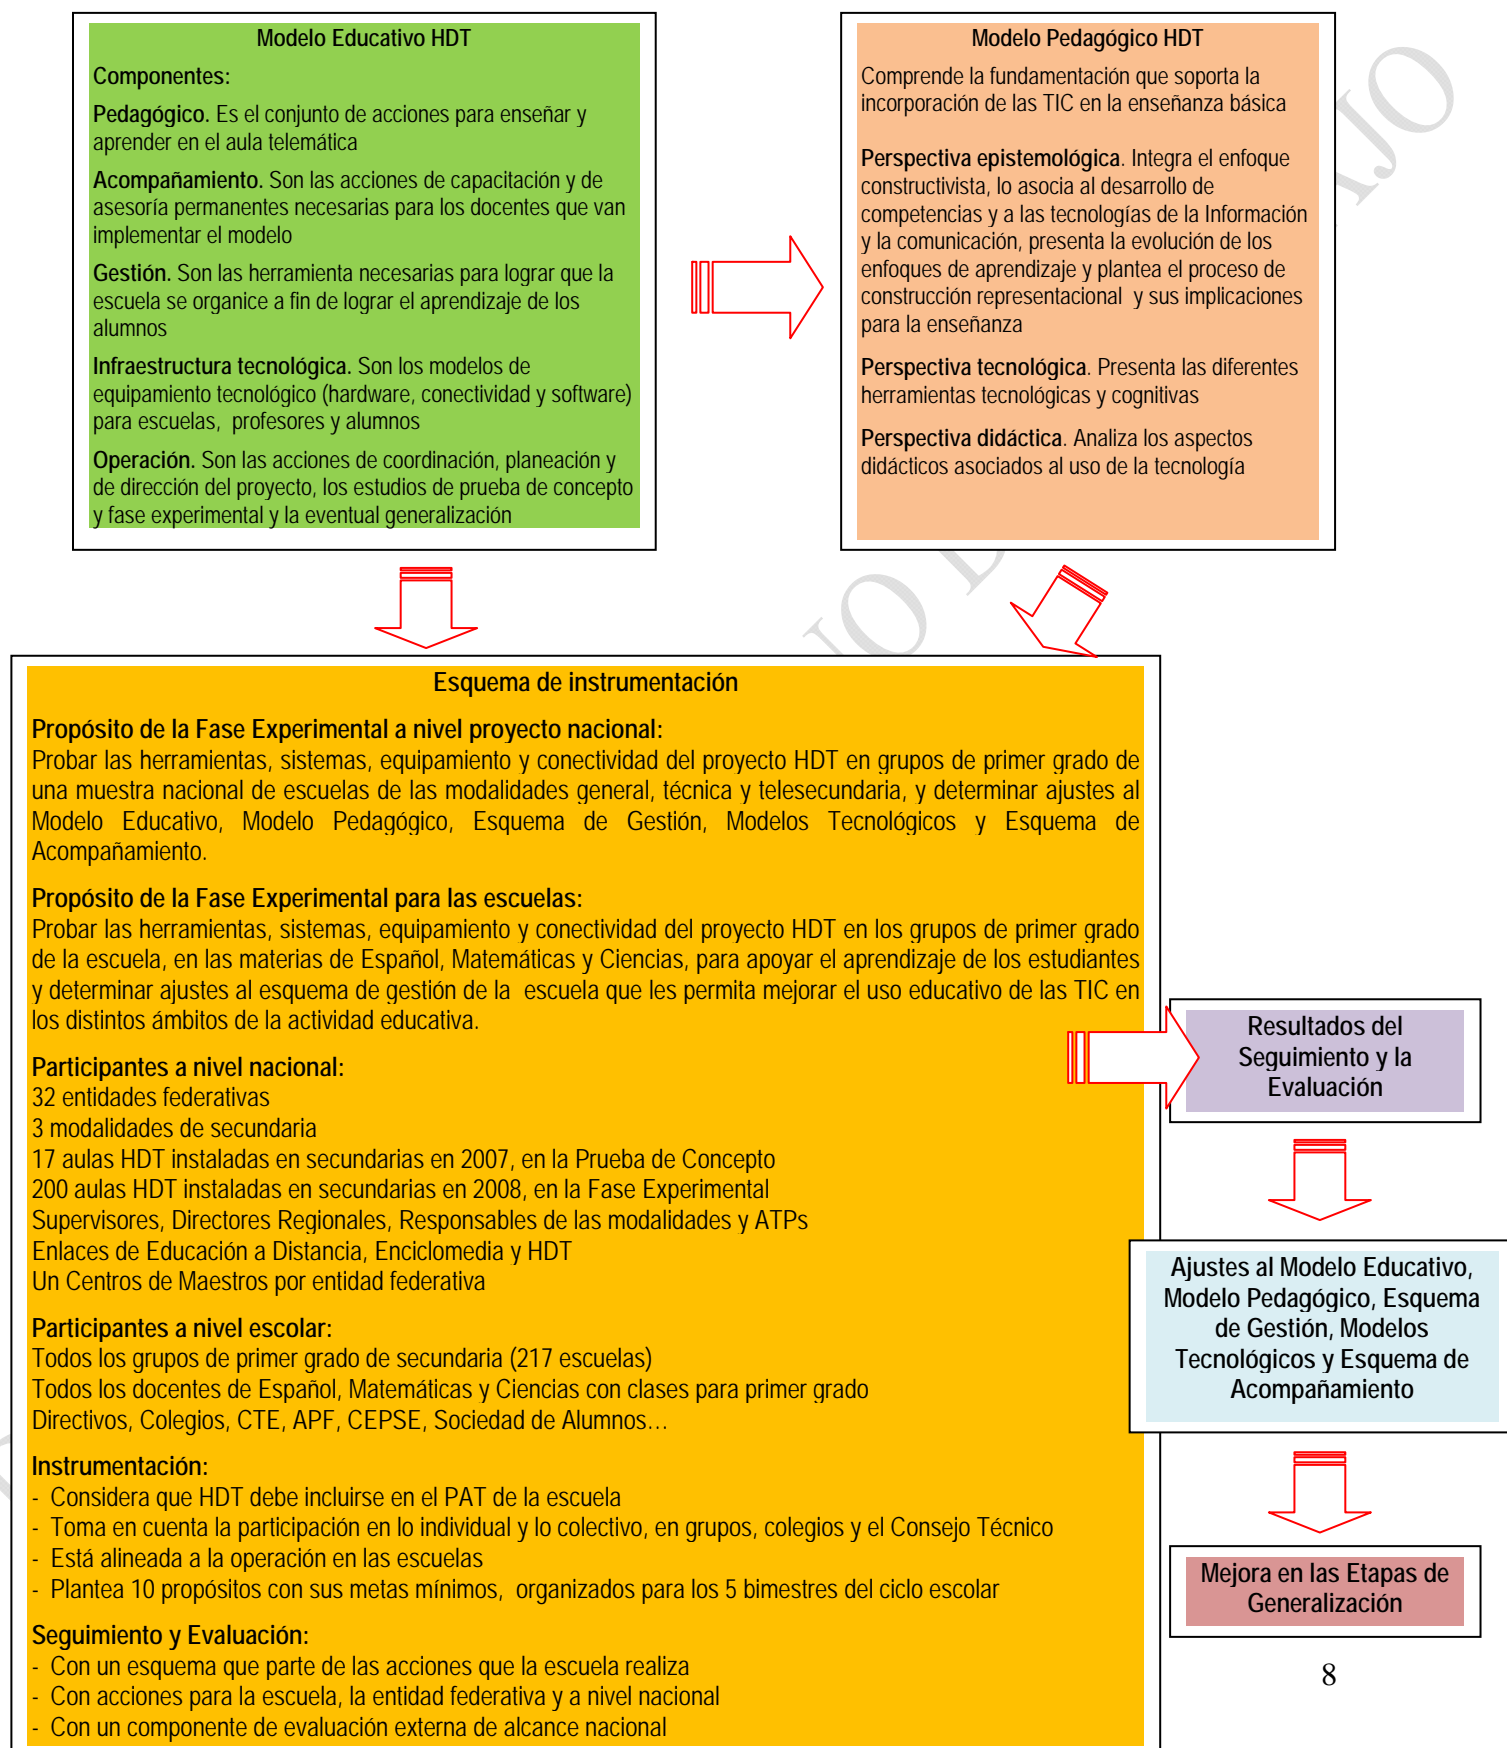 Modelo Educativo HDT
Componentes:
Pedagógico. Es el conjunto de acciones para enseñar y
aprender en el aula telemática
Acompañamiento. Son las acciones de capacitación y de
asesoría permanentes necesarias para los docentes que van
implementar el modelo
Gestión. Son las herramienta necesarias para lograr que la
escuela se organice a fin de lograr el aprendizaje de los
alumnos
Infraestructura tecnológica. Son los modelos de
equipamiento tecnológico (hardware, conectividad y software)
para escuelas, profesores y alumnos
Operación. Son las acciones de coordinación, planeación y
de dirección del proyecto, los estudios de prueba de concepto
y fase experimental y la eventual generalización
Modelo Pedagógico HDT
Comprende la fundamentación que soporta la
incorporación de las TIC en la enseñanza básica
Perspectiva epistemológica. Integra el enfoque
constructivista, lo asocia al desarrollo de
competencias y a las tecnologías de la Información
y la comunicación, presenta la evolución de los
enfoques de aprendizaje y plantea el proceso de
construcción representacional y sus implicaciones
para la enseñanza
Perspectiva tecnológica. Presenta las diferentes
herramientas tecnológicas y cognitivas
Perspectiva didáctica. Analiza los aspectos
didácticos asociados al uso de la tecnología
Esquema de instrumentación
Propósito de la Fase Experimental a nivel proyecto nacional:
Probar las herramientas, sistemas, equipamiento y conectividad del proyecto HDT en grupos de primer grado de
una muestra nacional de escuelas de las modalidades general, técnica y telesecundaria, y determinar ajustes al
Modelo Educativo, Modelo Pedagógico, Esquema de Gestión, Modelos Tecnológicos y Esquema de
Acompañamiento.
Propósito de la Fase Experimental para las escuelas:
Probar las herramientas, sistemas, equipamiento y conectividad del proyecto HDT en los grupos de primer grado
de la escuela, en las materias de Español, Matemáticas y Ciencias, para apoyar el aprendizaje de los estudiantes
y determinar ajustes al esquema de gestión de la escuela que les permita mejorar el uso educativo de las TIC en
los distintos ámbitos de la actividad educativa.
Participantes a nivel nacional:
32 entidades federativas
3 modalidades de secundaria
17 aulas HDT instaladas en secundarias en 2007, en la Prueba de Concepto
200 aulas HDT instaladas en secundarias en 2008, en la Fase Experimental
Supervisores, Directores Regionales, Responsables de las modalidades y ATPs
Enlaces de Educación a Distancia, Enciclomedia y HDT
Un Centros de Maestros por entidad federativa
Participantes a nivel escolar:
Todos los grupos de primer grado de secundaria (217 escuelas)
Todos los docentes de Español, Matemáticas y Ciencias con clases para primer grado
Directivos, Colegios, CTE, APF, CEPSE, Sociedad de Alumnos…
Instrumentación:
- Considera que HDT debe incluirse en el PAT de la escuela
- Toma en cuenta la participación en lo individual y lo colectivo, en grupos, colegios y el Consejo Técnico
- Está alineada a la operación en las escuelas
- Plantea 10 propósitos con sus metas mínimos, organizados para los 5 bimestres del ciclo escolar
Seguimiento y Evaluación:
- Con un esquema que parte de las acciones que la escuela realiza
- Con acciones para la escuela, la entidad federativa y a nivel nacional
- Con un componente de evaluación externa de alcance nacional
Resultados del
Seguimiento y la
Evaluación
Ajustes al Modelo Educativo,
Modelo Pedagógico, Esquema
de Gestión, Modelos
Tecnológicos y Esquema de
Acompañamiento
Mejora en las Etapas de
Generalización
8